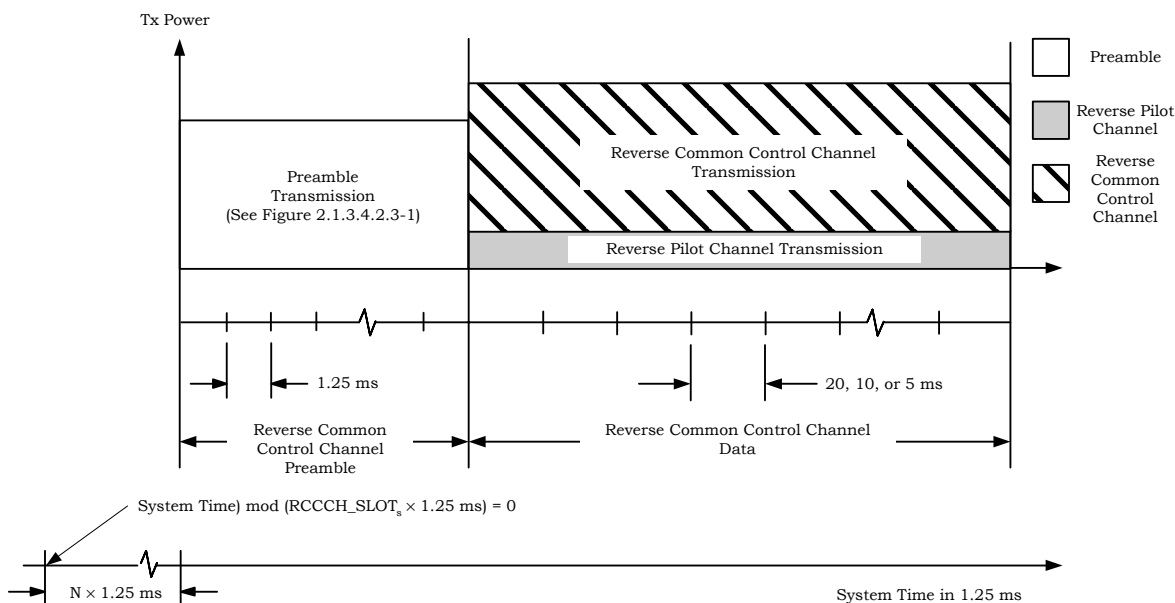 Tx Power
Preamble
Reverse Pilot
Channel
Reverse
Common
Control
Channel
Preamble
Transmission
(See Figure 2.1.3.4.2.3-1)
Reverse Common Control Channel
Transmission
Reverse Pilot Channel Transmission
1.25 ms
20, 10, or 5 ms
Reverse Common
Control Channel
Preamble
Reverse Common Control Channel
Data
System Time) mod (RCCCH_SLOTₛ × 1.25 ms) = 0
N × 1.25 ms
System Time in 1.25 ms